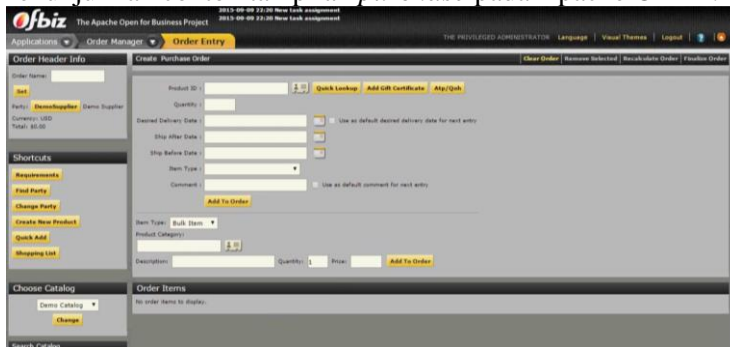 purchase pada
Ofbiz The Apache Open for Business Project
2015-09-09 22:20 New task assignment
2015-09-09 22:20 New task assignment
Applications Order Manager Order Entry
THE PRIVILEGED ADMINISTRATOR Language Visual Themes Logout
Order Header Info
Order Name:
Set
Party: DemoSupplier Demo Supplier
Currency: USD
Total: $0.00
Shortcuts
Requirements
Find Party
Change Party
Create New Product
Quick Add
Shopping List
Choose Catalog
Demo Catalog
Change
Search Catalog
Create Purchase Order
Clear Order Remove Selected Recalculate Order Finalize Order
Product ID : Quick Lookup Add Gift Certificate Atp/Qoh
Quantity :
Desired Delivery Date : Use as default desired delivery date for next entry
Ship After Date :
Ship Before Date :
Item Type :
Comment : Use as default comment for next entry
Add To Order
Item Type: Bulk Item
Product Category:
Description: Quantity: 1 Price: Add To Order
Order Items
No order items to display.